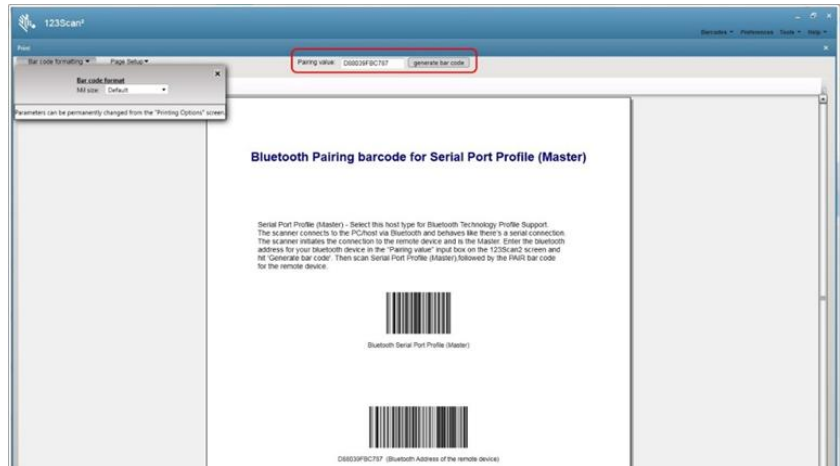 123Scan²
Barcodes Preferences Tools Help
Print
Bar code formatting Page Setup
Pairing value: D88039FBC787 generate bar code
Bar code format
Mil size: Default
Parameters can be permanently changed from the "Printing Options" screen.
Bluetooth Pairing barcode for Serial Port Profile (Master)
Serial Port Profile (Master) - Select this host type for Bluetooth Technology Profile Support.
The scanner connects to the PC/host via Bluetooth and behaves like there's a serial connection.
The scanner initiates the connection to the remote device and is the Master. Enter the bluetooth
address for your bluetooth device in the "Pairing value" input box on the 123Scan2 screen and
hit 'Generate bar code'. Then scan Serial Port Profile (Master),followed by the PAIR bar code
for the remote device.
Bluetooth Serial Port Profile (Master)
D88039FBC787 (Bluetooth Address of the remote device)